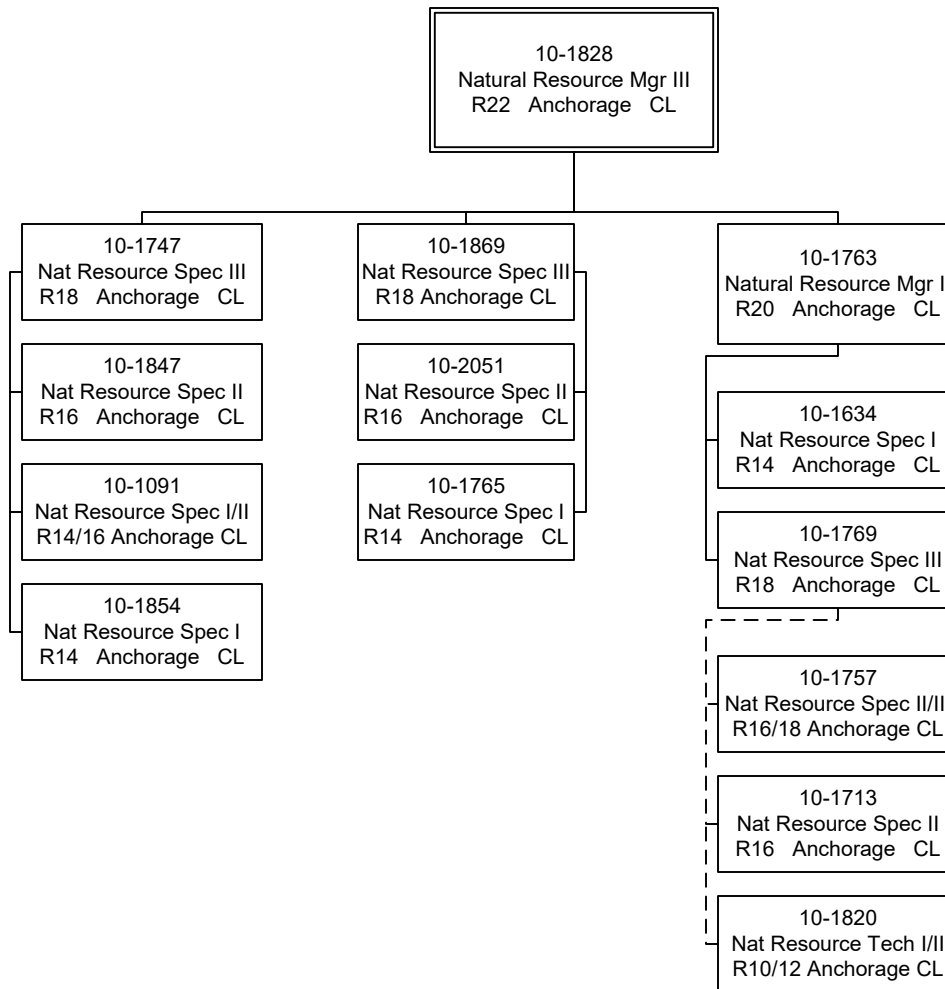 10-1828
Natural Resource Mgr III
R22 Anchorage CL
10-1747
Nat Resource Spec III
R18 Anchorage CL
10-1847
Nat Resource Spec II
R16 Anchorage CL
10-1091
Nat Resource Spec I/II
R14/16 Anchorage CL
10-1854
Nat Resource Spec I
R14 Anchorage CL
10-1869
Nat Resource Spec III
R18 Anchorage CL
10-2051
Nat Resource Spec II
R16 Anchorage CL
10-1765
Nat Resource Spec I
R14 Anchorage CL
10-1763
Natural Resource Mgr I
R20 Anchorage CL
10-1634
Nat Resource Spec I
R14 Anchorage CL
10-1769
Nat Resource Spec III
R18 Anchorage CL
10-1757
Nat Resource Spec II/II
R16/18 Anchorage CL
10-1713
Nat Resource Spec II
R16 Anchorage CL
10-1820
Nat Resource Tech I/II
R10/12 Anchorage CL